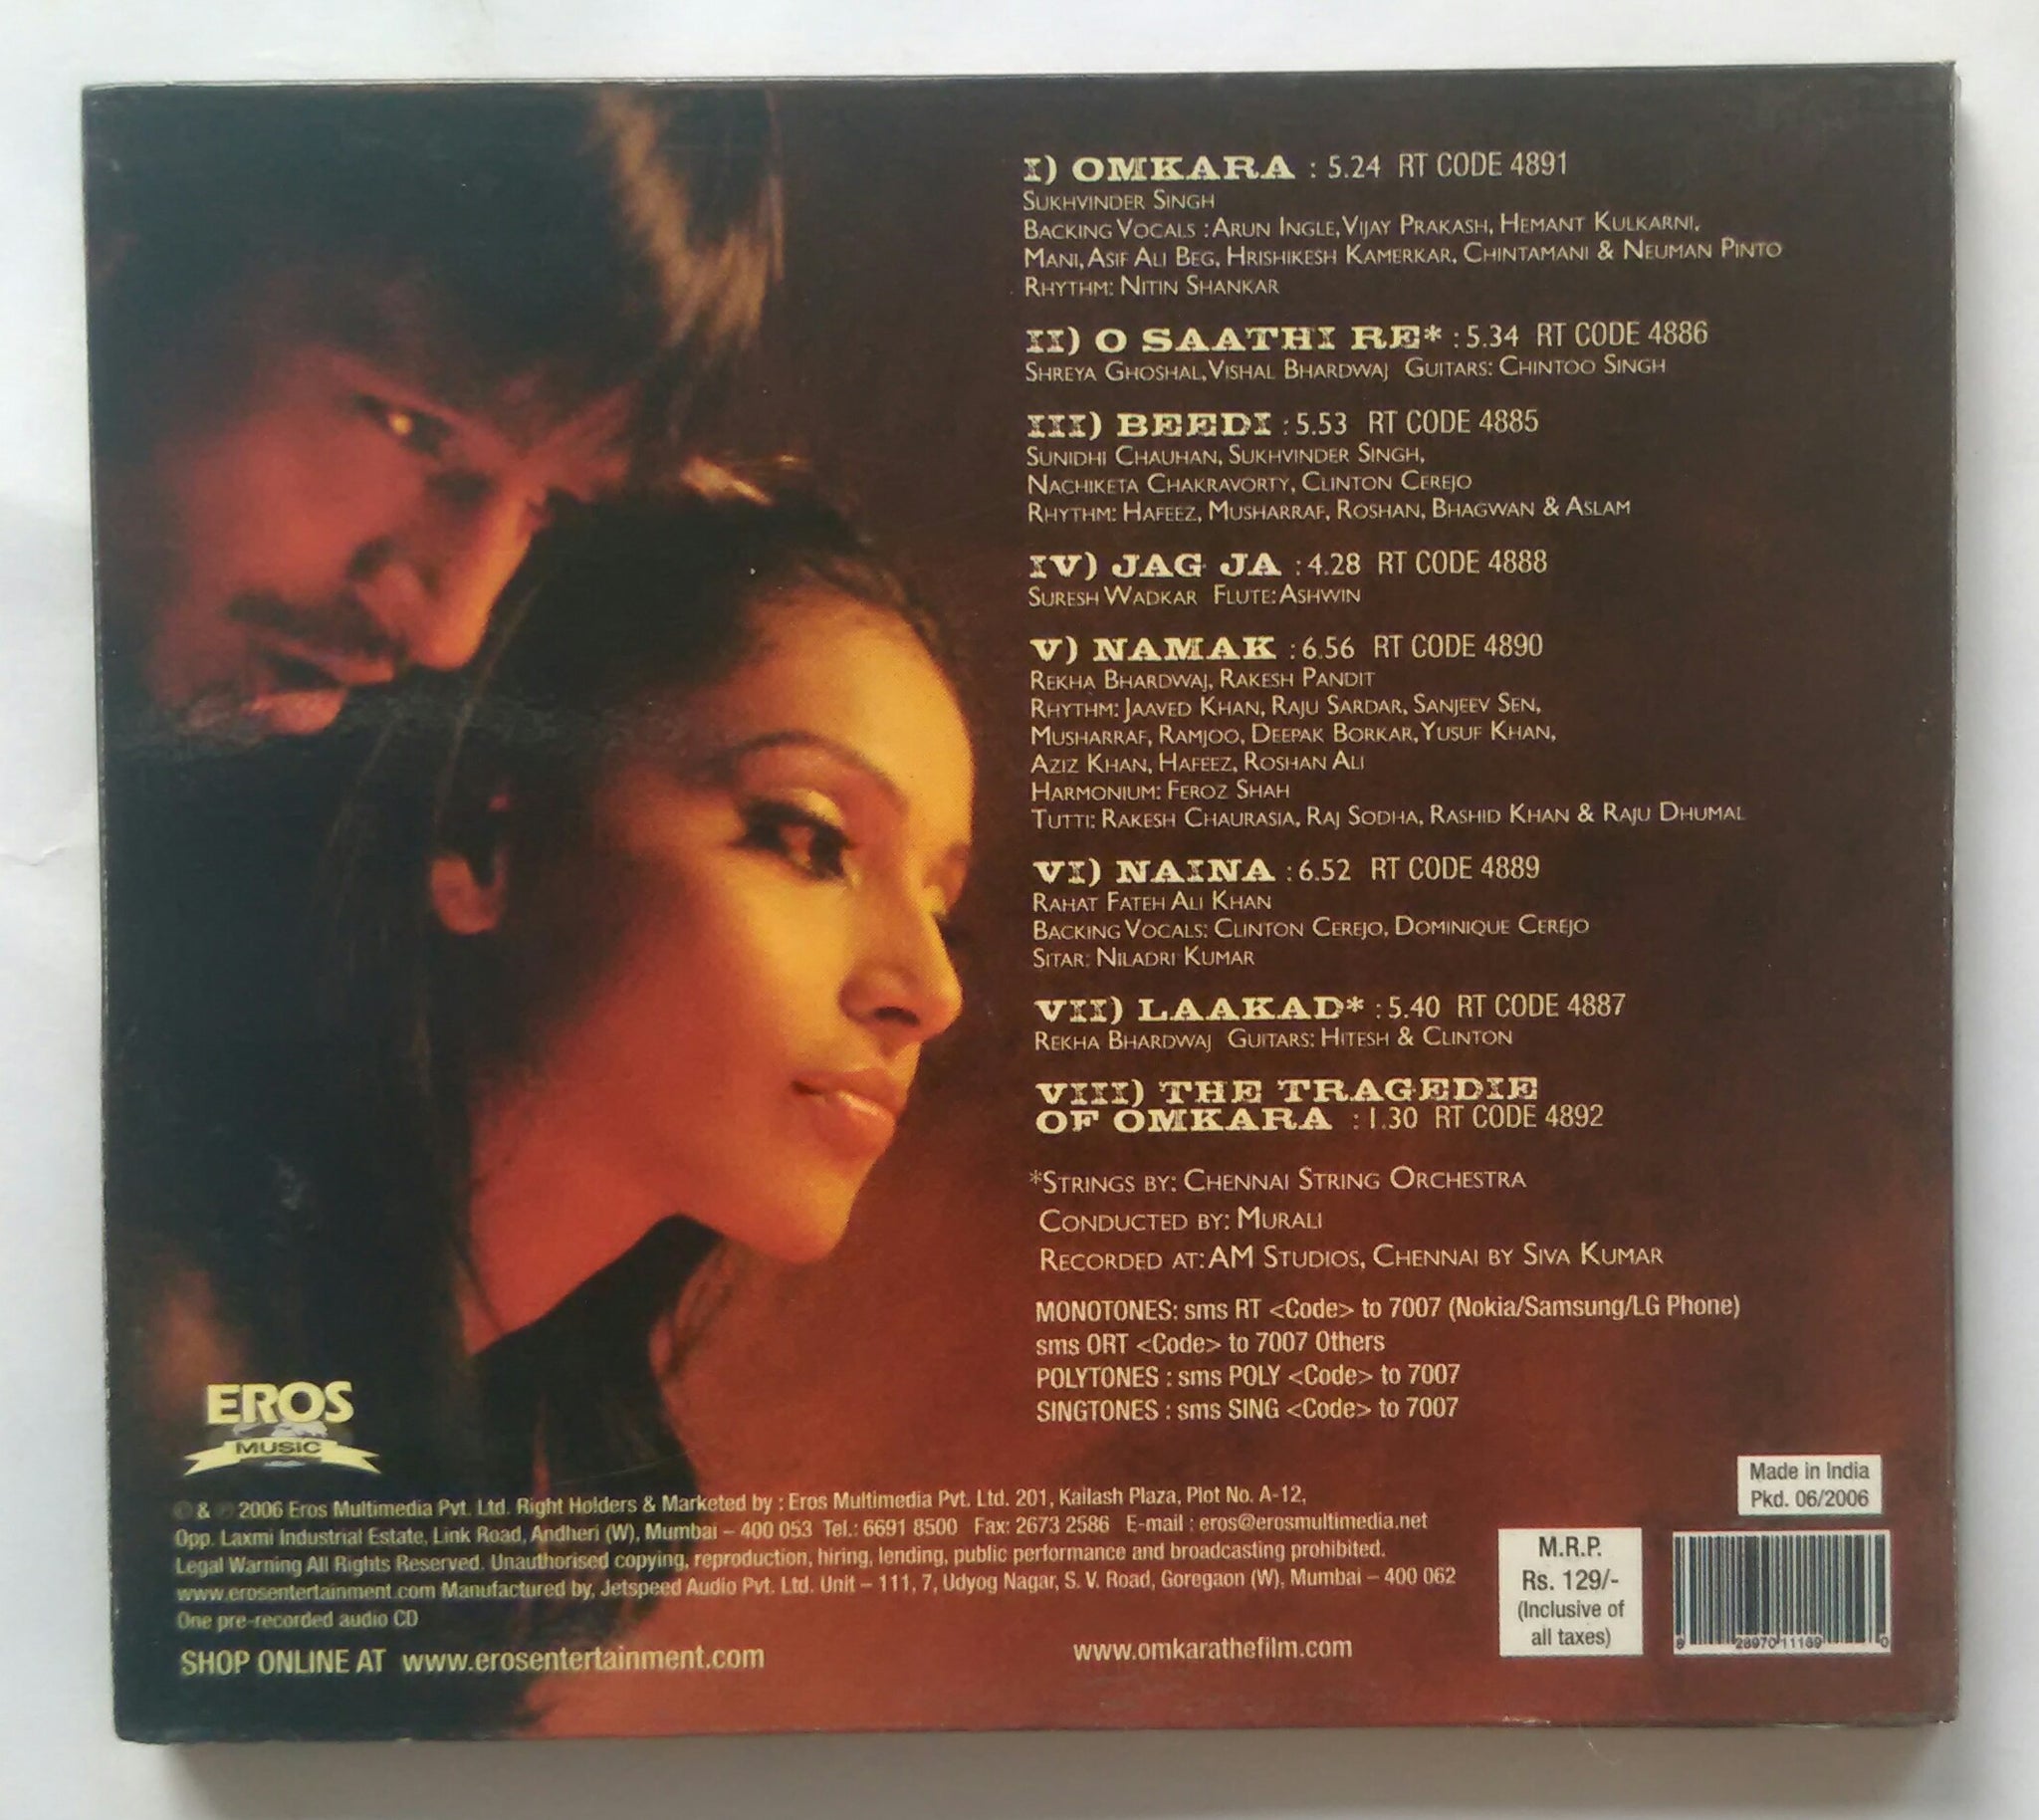 I) OMKARA : 5.24 RT CODE 4891
SUKHVINDER SINGH
BACKING VOCALS : ARUN INGLE, VIJAY PRAKASH, HEMANT KULKARNI,
MANI, ASIF ALI BEG, HRISHIKESH KAMERKAR, CHINTAMANI & NEUMAN PINTO
RHYTHM: NITIN SHANKAR
II) O SAATHI RE* : 5.34 RT CODE 4886
SHREYA GHOSHAL, VISHAL BHARDWAJ GUITARS: CHINTOO SINGH
III) BEEDI : 5.53 RT CODE 4885
SUNIDHI CHAUHAN, SUKHVINDER SINGH,
NACHIKETA CHAKRAVORTY, CLINTON CEREJO
RHYTHM: HAFEEZ, MUSHARRAF, ROSHAN, BHAGWAN & ASLAM
IV) JAG JA : 4.28 RT CODE 4888
SURESH WADKAR FLUTE: ASHWIN
V) NAMAK : 6.56 RT CODE 4890
REKHA BHARDWAJ, RAKESH PANDIT
RHYTHM: JAAVED KHAN, RAJU SARDAR, SANJEEV SEN,
MUSHARRAF, RAMJOO, DEEPAK BORKAR, YUSUF KHAN,
AZIZ KHAN, HAFEEZ, ROSHAN ALI
HARMONIUM: FEROZ SHAH
TUTTI: RAKESH CHAURASIA, RAJ SODHA, RASHID KHAN & RAJU DHUMAL
VI) NAINA : 6.52 RT CODE 4889
RAHAT FATEH ALI KHAN
BACKING VOCALS: CLINTON CEREJO, DOMINIQUE CEREJO
SITAR: NILADRI KUMAR
VII) LAAKAD* : 5.40 RT CODE 4887
REKHA BHARDWAJ GUITARS: HITESH & CLINTON
VIII) THE TRAGEDIE
OF OMKARA : 1.30 RT CODE 4892
*STRINGS BY: CHENNAI STRING ORCHESTRA
CONDUCTED BY: MURALI
RECORDED AT: AM STUDIOS, CHENNAI BY SIVA KUMAR
MONOTONES: sms RT <Code> to 7007 (Nokia/Samsung/LG Phone)
sms ORT <Code> to 7007 Others
POLYTONES : sms POLY <Code> to 7007
SINGTONES : sms SING <Code> to 7007
EROS
MUSIC
© & ℗ 2006 Eros Multimedia Pvt. Ltd. Right Holders & Marketed by : Eros Multimedia Pvt. Ltd. 201, Kailash Plaza, Plot No. A-12,
Opp. Laxmi Industrial Estate, Link Road, Andheri (W), Mumbai – 400 053 Tel.: 6691 8500 Fax: 2673 2586 E-mail : eros@erosmultimedia.net
Legal Warning All Rights Reserved. Unauthorised copying, reproduction, hiring, lending, public performance and broadcasting prohibited.
www.erosentertainment.com Manufactured by, Jetspeed Audio Pvt. Ltd. Unit – 111, 7, Udyog Nagar, S. V. Road, Goregaon (W), Mumbai – 400 062
One pre-recorded audio CD
SHOP ONLINE AT www.erosentertainment.com
www.omkarathefilm.com
Made in India
Pkd. 06/2006
M.R.P.
Rs. 129/-
(Inclusive of
all taxes)
8 28970 11169 0